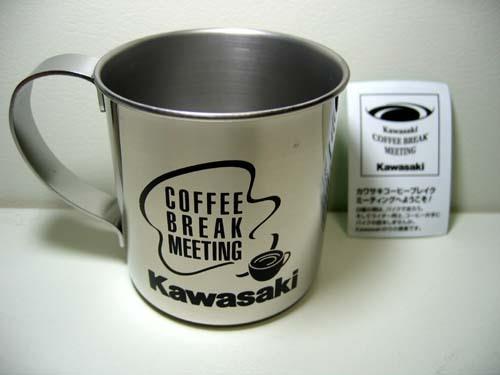 COFFEE
BREAK
MEETING
Kawasaki
Kawasaki
COFFEE BREAK
MEETING
Kawasaki
カワサキコーヒーブレイク
ミーティングへようこそ!